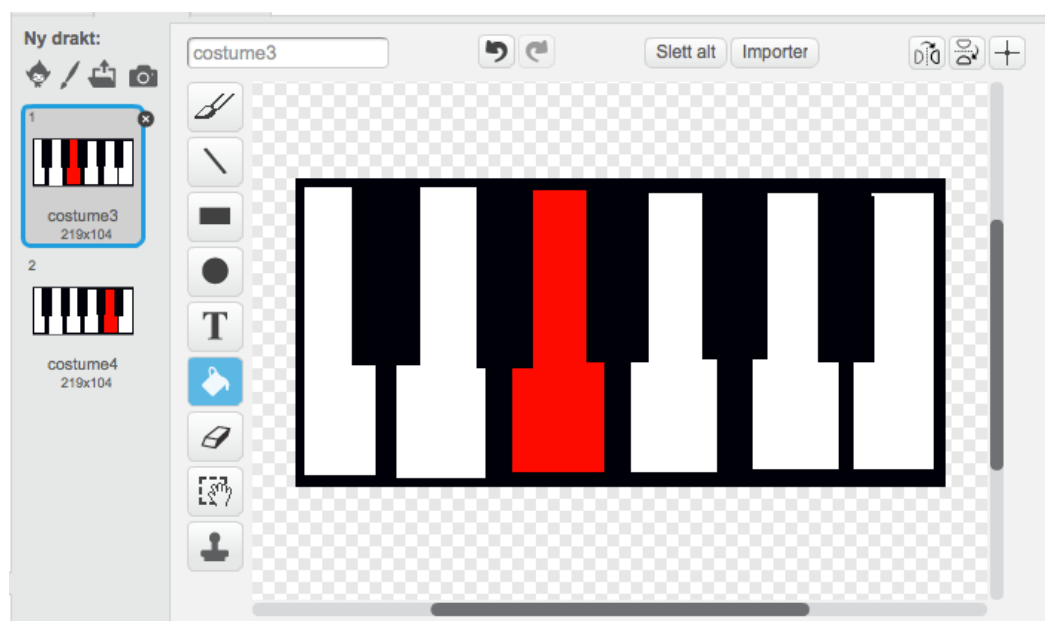 Ny drakt:
costume3
Slett alt
Importer
1
costume3
219x104
2
costume4
219x104
T